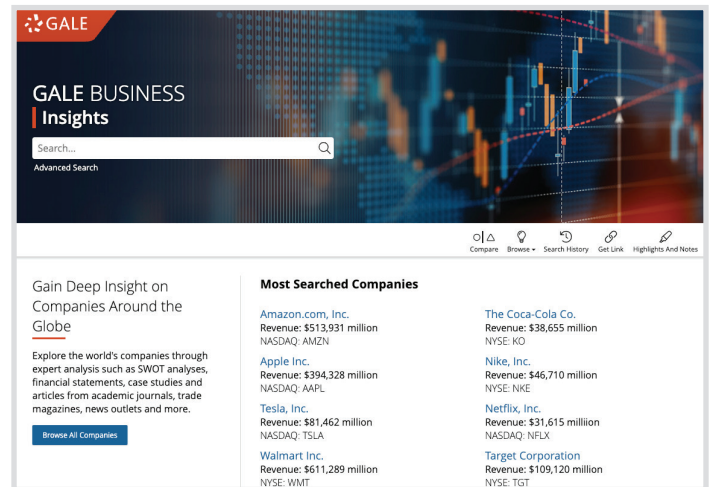 GALE
GALE BUSINESS
Insights
Search...
Advanced Search
Compare
Browse
Search History
Get Link
Highlights And Notes
Gain Deep Insight on
Companies Around the
Globe
Explore the world's companies through
expert analysis such as SWOT analyses,
financial statements, case studies and
articles from academic journals, trade
magazines, news outlets and more.
Browse All Companies
Most Searched Companies
Amazon.com, Inc.
Revenue: $513,931 million
NASDAQ: AMZN
Apple Inc.
Revenue: $394,328 million
NASDAQ: AAPL
Tesla, Inc.
Revenue: $81,462 million
NASDAQ: TSLA
Walmart Inc.
Revenue: $611,289 million
NYSE: WMT
The Coca-Cola Co.
Revenue: $38,655 million
NYSE: KO
Nike, Inc.
Revenue: $46,710 million
NYSE: NKE
Netflix, Inc.
Revenue: $31,615 milliion
NASDAQ: NFLX
Target Corporation
Revenue: $109,120 million
NYSE: TGT